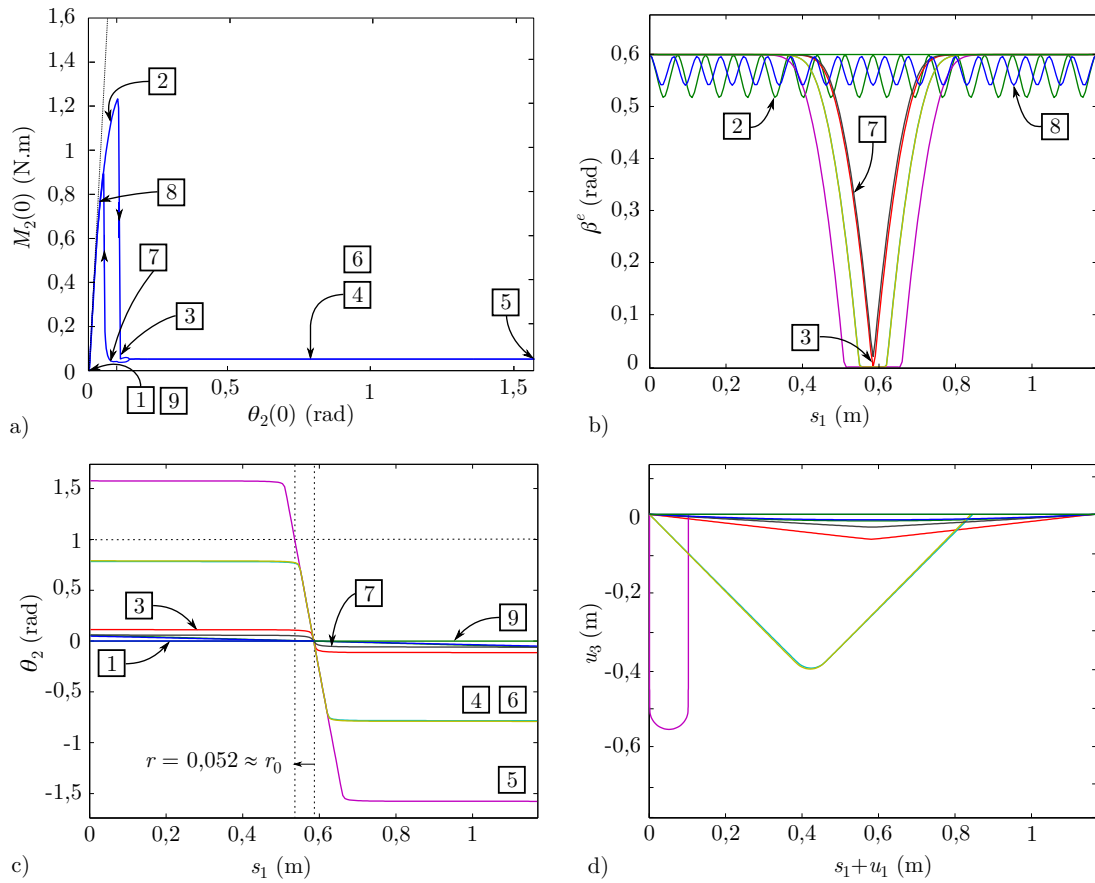 1,6
1,4
1,2
1
0,8
0,6
0,4
0,2
0
M₂(0) (N.m)
2
8
7
3
6
4
5
1 9
0 0,5 1 1,5
θ₂(0) (rad)
a)
0,6
0,5
0,4
0,3
0,2
0,1
0
βᵉ (rad)
2
7
8
3
0 0,2 0,4 0,6 0,8 1
s₁ (m)
b)
1,5
1
0,5
0
-0,5
-1
-1,5
θ₂ (rad)
3
7
9
1
4 6
r = 0,052 ≈ r₀
5
0 0,2 0,4 0,6 0,8 1
s₁ (m)
c)
0
-0,2
-0,4
-0,6
u₃ (m)
0 0,2 0,4 0,6 0,8 1
s₁+u₁ (m)
d)